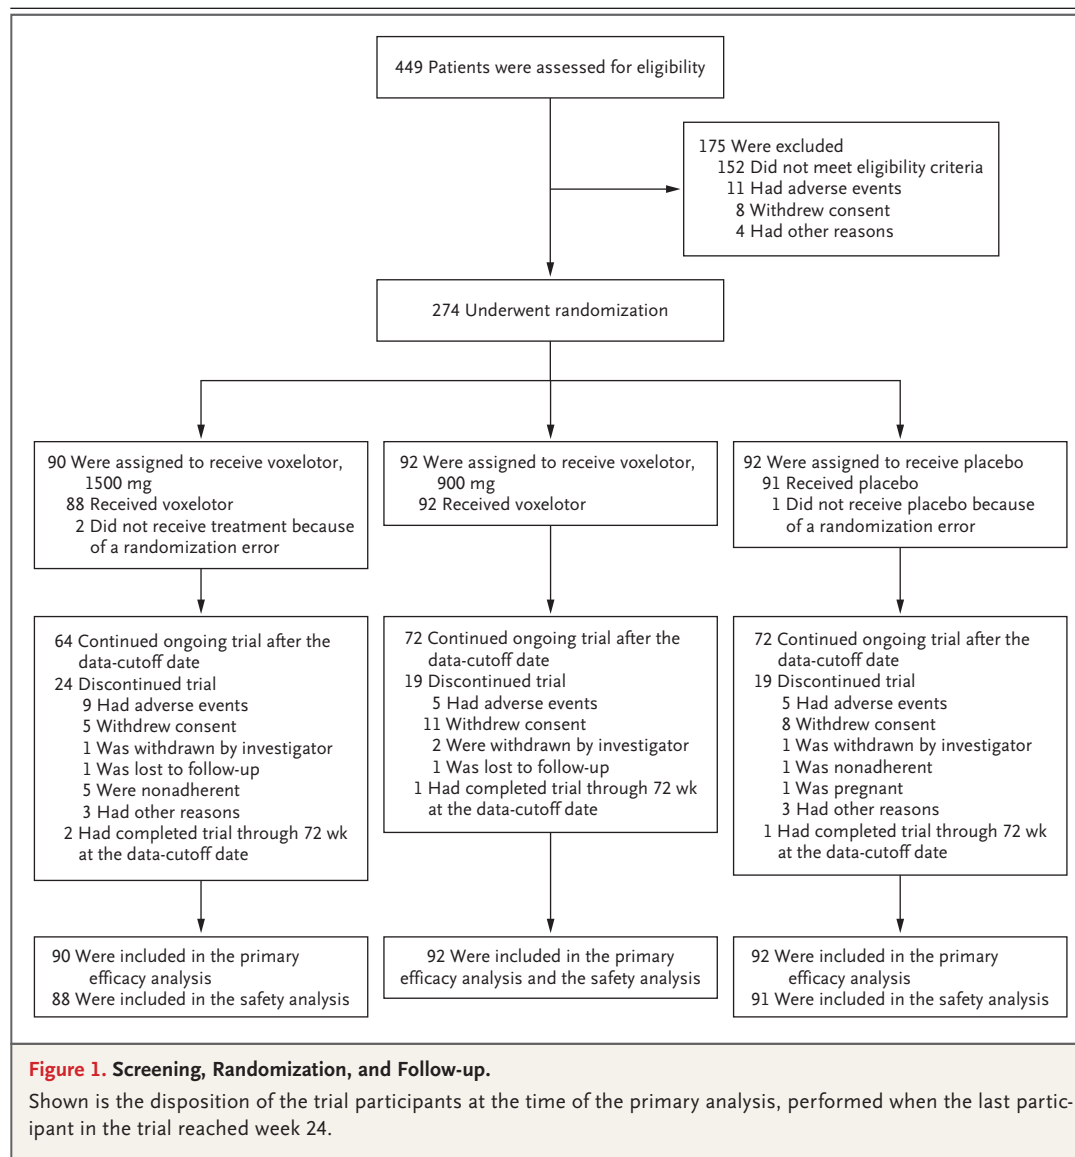 449 Patients were assessed for eligibility
175 Were excluded
152 Did not meet eligibility criteria
11 Had adverse events
8 Withdrew consent
4 Had other reasons
274 Underwent randomization
90 Were assigned to receive voxelotor,
1500 mg
88 Received voxelotor
2 Did not receive treatment because
of a randomization error
92 Were assigned to receive voxelotor,
900 mg
92 Received voxelotor
92 Were assigned to receive placebo
91 Received placebo
1 Did not receive placebo because
of a randomization error
64 Continued ongoing trial after the
data-cutoff date
24 Discontinued trial
9 Had adverse events
5 Withdrew consent
1 Was withdrawn by investigator
1 Was lost to follow-up
5 Were nonadherent
3 Had other reasons
2 Had completed trial through 72 wk
at the data-cutoff date
72 Continued ongoing trial after the
data-cutoff date
19 Discontinued trial
5 Had adverse events
11 Withdrew consent
2 Were withdrawn by investigator
1 Was lost to follow-up
1 Had completed trial through 72 wk
at the data-cutoff date
72 Continued ongoing trial after the
data-cutoff date
19 Discontinued trial
5 Had adverse events
8 Withdrew consent
1 Was withdrawn by investigator
1 Was nonadherent
1 Was pregnant
3 Had other reasons
1 Had completed trial through 72 wk
at the data-cutoff date
90 Were included in the primary
efficacy analysis
88 Were included in the safety analysis
92 Were included in the primary
efficacy analysis and the safety analysis
92 Were included in the primary
efficacy analysis
91 Were included in the safety analysis
Figure 1. Screening, Randomization, and Follow-up.
Shown is the disposition of the trial participants at the time of the primary analysis, performed when the last partic-
ipant in the trial reached week 24.